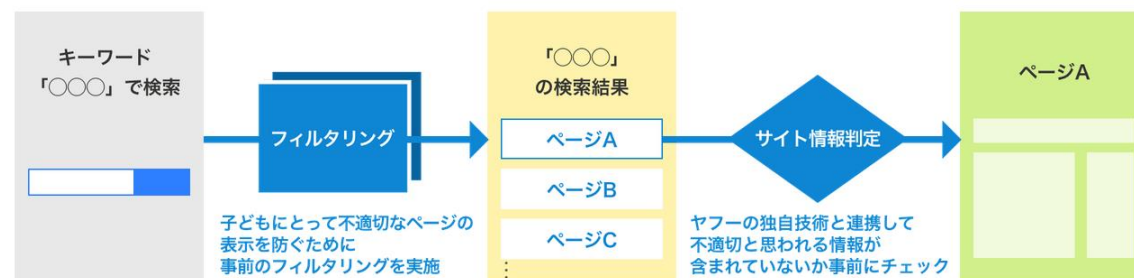 キーワード
「○○○」で検索
フィルタリング
子どもにとって不適切なページの
表示を防ぐために
事前のフィルタリングを実施
「○○○」
の検索結果
ページA
ページB
ページC
⋮
サイト情報判定
ヤフーの独自技術と連携して
不適切と思われる情報が
含まれていないか事前にチェック
ページA